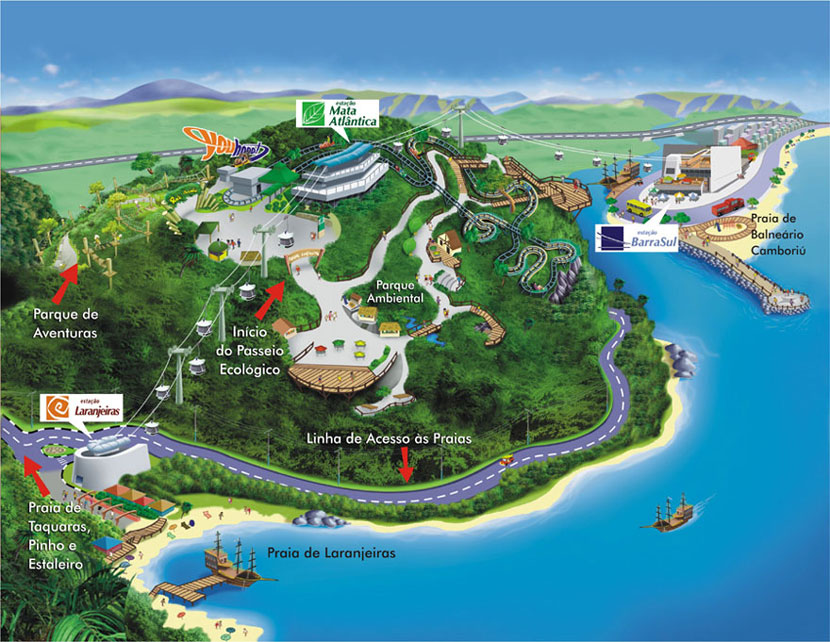 estação
Mata
Atlântica
Youhooo!
estação
BarraSul
Praia de
Balneário
Camboriú
Parque
Ambiental
Parque de
Aventuras
Início
do Passeio
Ecológico
estação
Laranjeiras
Linha de Acesso às Praias
Praia de
Taquaras,
Pinho e
Estaleiro
Praia de Laranjeiras